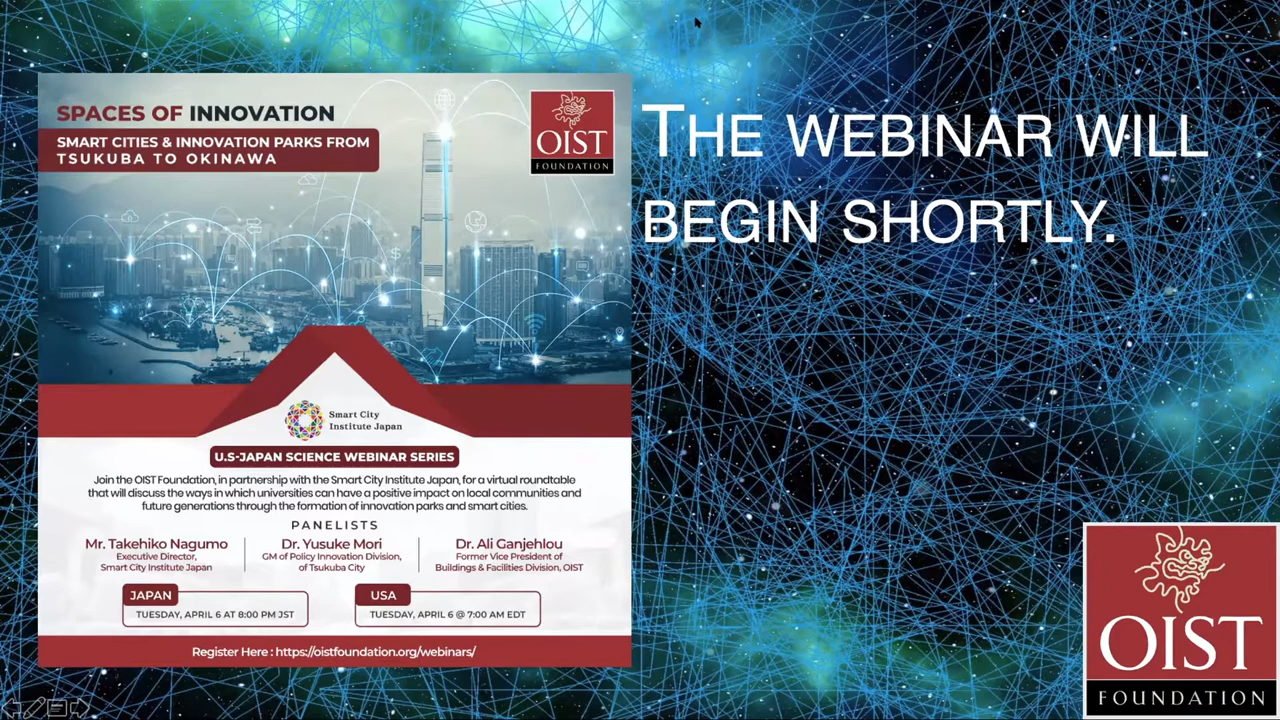 SPACES OF INNOVATION
SMART CITIES & INNOVATION PARKS FROM
TSUKUBA TO OKINAWA
OIST
FOUNDATION
Smart City
Institute Japan
U.S-JAPAN SCIENCE WEBINAR SERIES
Join the OIST Foundation, in partnership with the Smart City Institute Japan, for a virtual roundtable
that will discuss the ways in which universities can have a positive impact on local communities and
future generations through the formation of innovation parks and smart cities.
PANELISTS
Mr. Takehiko Nagumo
Executive Director,
Smart City Institute Japan
Dr. Yusuke Mori
GM of Policy Innovation Division,
of Tsukuba City
Dr. Ali Ganjehlou
Former Vice President of
Buildings & Facilities Division, OIST
JAPAN
TUESDAY, APRIL 6 AT 8:00 PM JST
USA
TUESDAY, APRIL 6 @ 7:00 AM EDT
Register Here : https://oistfoundation.org/webinars/
THE WEBINAR WILL
BEGIN SHORTLY.
OIST
FOUNDATION